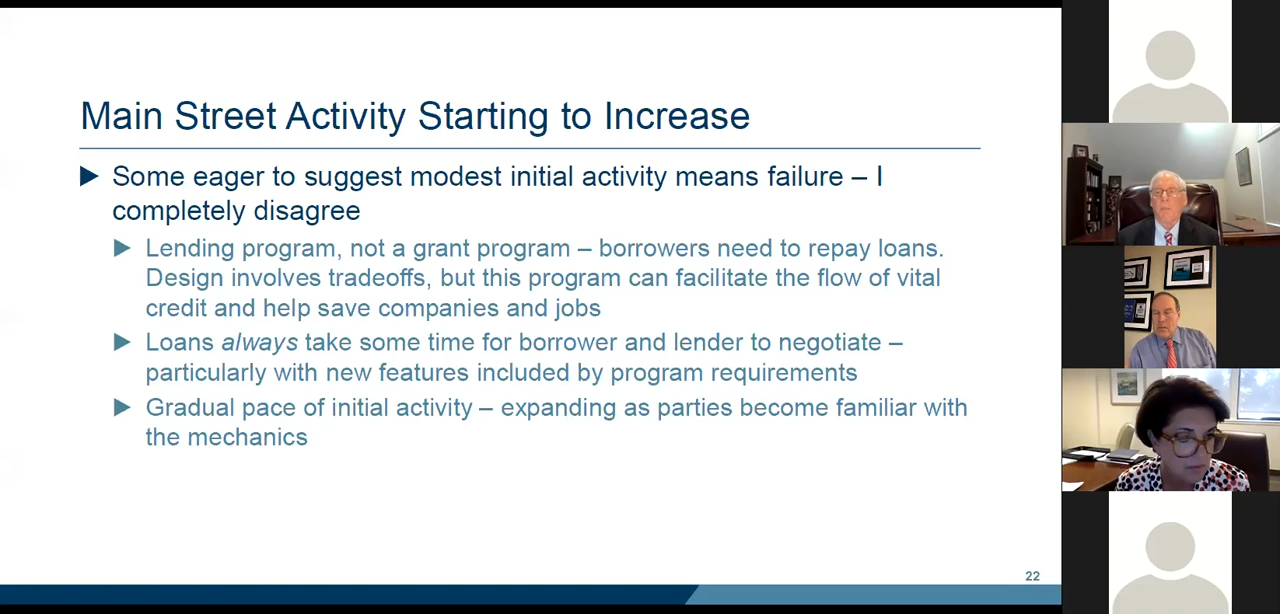 Main Street Activity Starting to Increase
▶ Some eager to suggest modest initial activity means failure – I
completely disagree
▶ Lending program, not a grant program – borrowers need to repay loans.
Design involves tradeoffs, but this program can facilitate the flow of vital
credit and help save companies and jobs
▶ Loans always take some time for borrower and lender to negotiate –
particularly with new features included by program requirements
▶ Gradual pace of initial activity – expanding as parties become familiar with
the mechanics
22